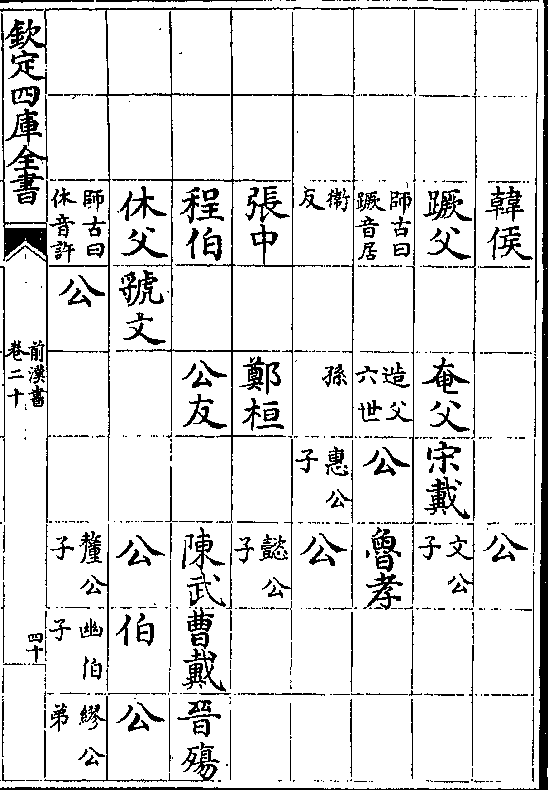 韓侯
公
蹶父
奄父
宋戴
文公
子
師古曰
蹶音居
造父
六世
公
魯孝
衛
反
孫
惠公
子
公
張中
鄭桓
懿公
子
程伯
公友
陳武
曹戴
晉殤
休父
虢文
公
伯
公
師古曰
休音許
公
釐公
子
幽伯
子
繆公
弟
欽定四庫全書
前漢書
卷二十
四十